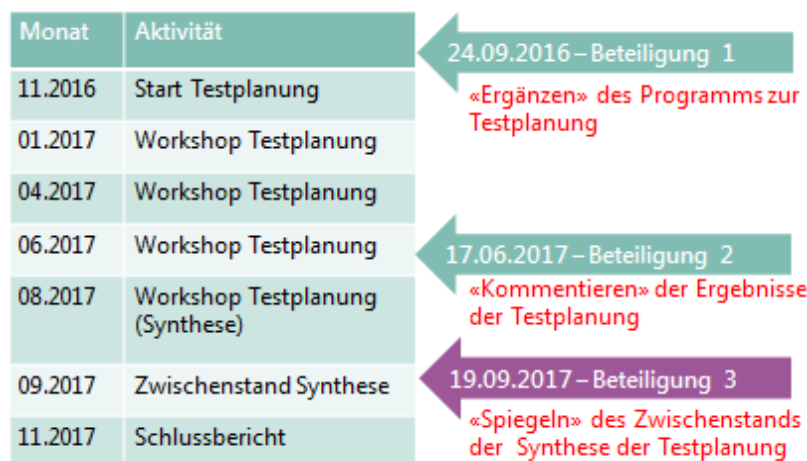 Monat Aktivität
11.2016 Start Testplanung
01.2017 Workshop Testplanung
04.2017 Workshop Testplanung
06.2017 Workshop Testplanung
08.2017 Workshop Testplanung
(Synthese)
09.2017 Zwischenstand Synthese
11.2017 Schlussbericht
24.09.2016 – Beteiligung 1
«Ergänzen» des Programms zur
Testplanung
17.06.2017 – Beteiligung 2
«Kommentieren» der Ergebnisse
der Testplanung
19.09.2017 – Beteiligung 3
«Spiegeln» des Zwischenstands
der Synthese der Testplanung